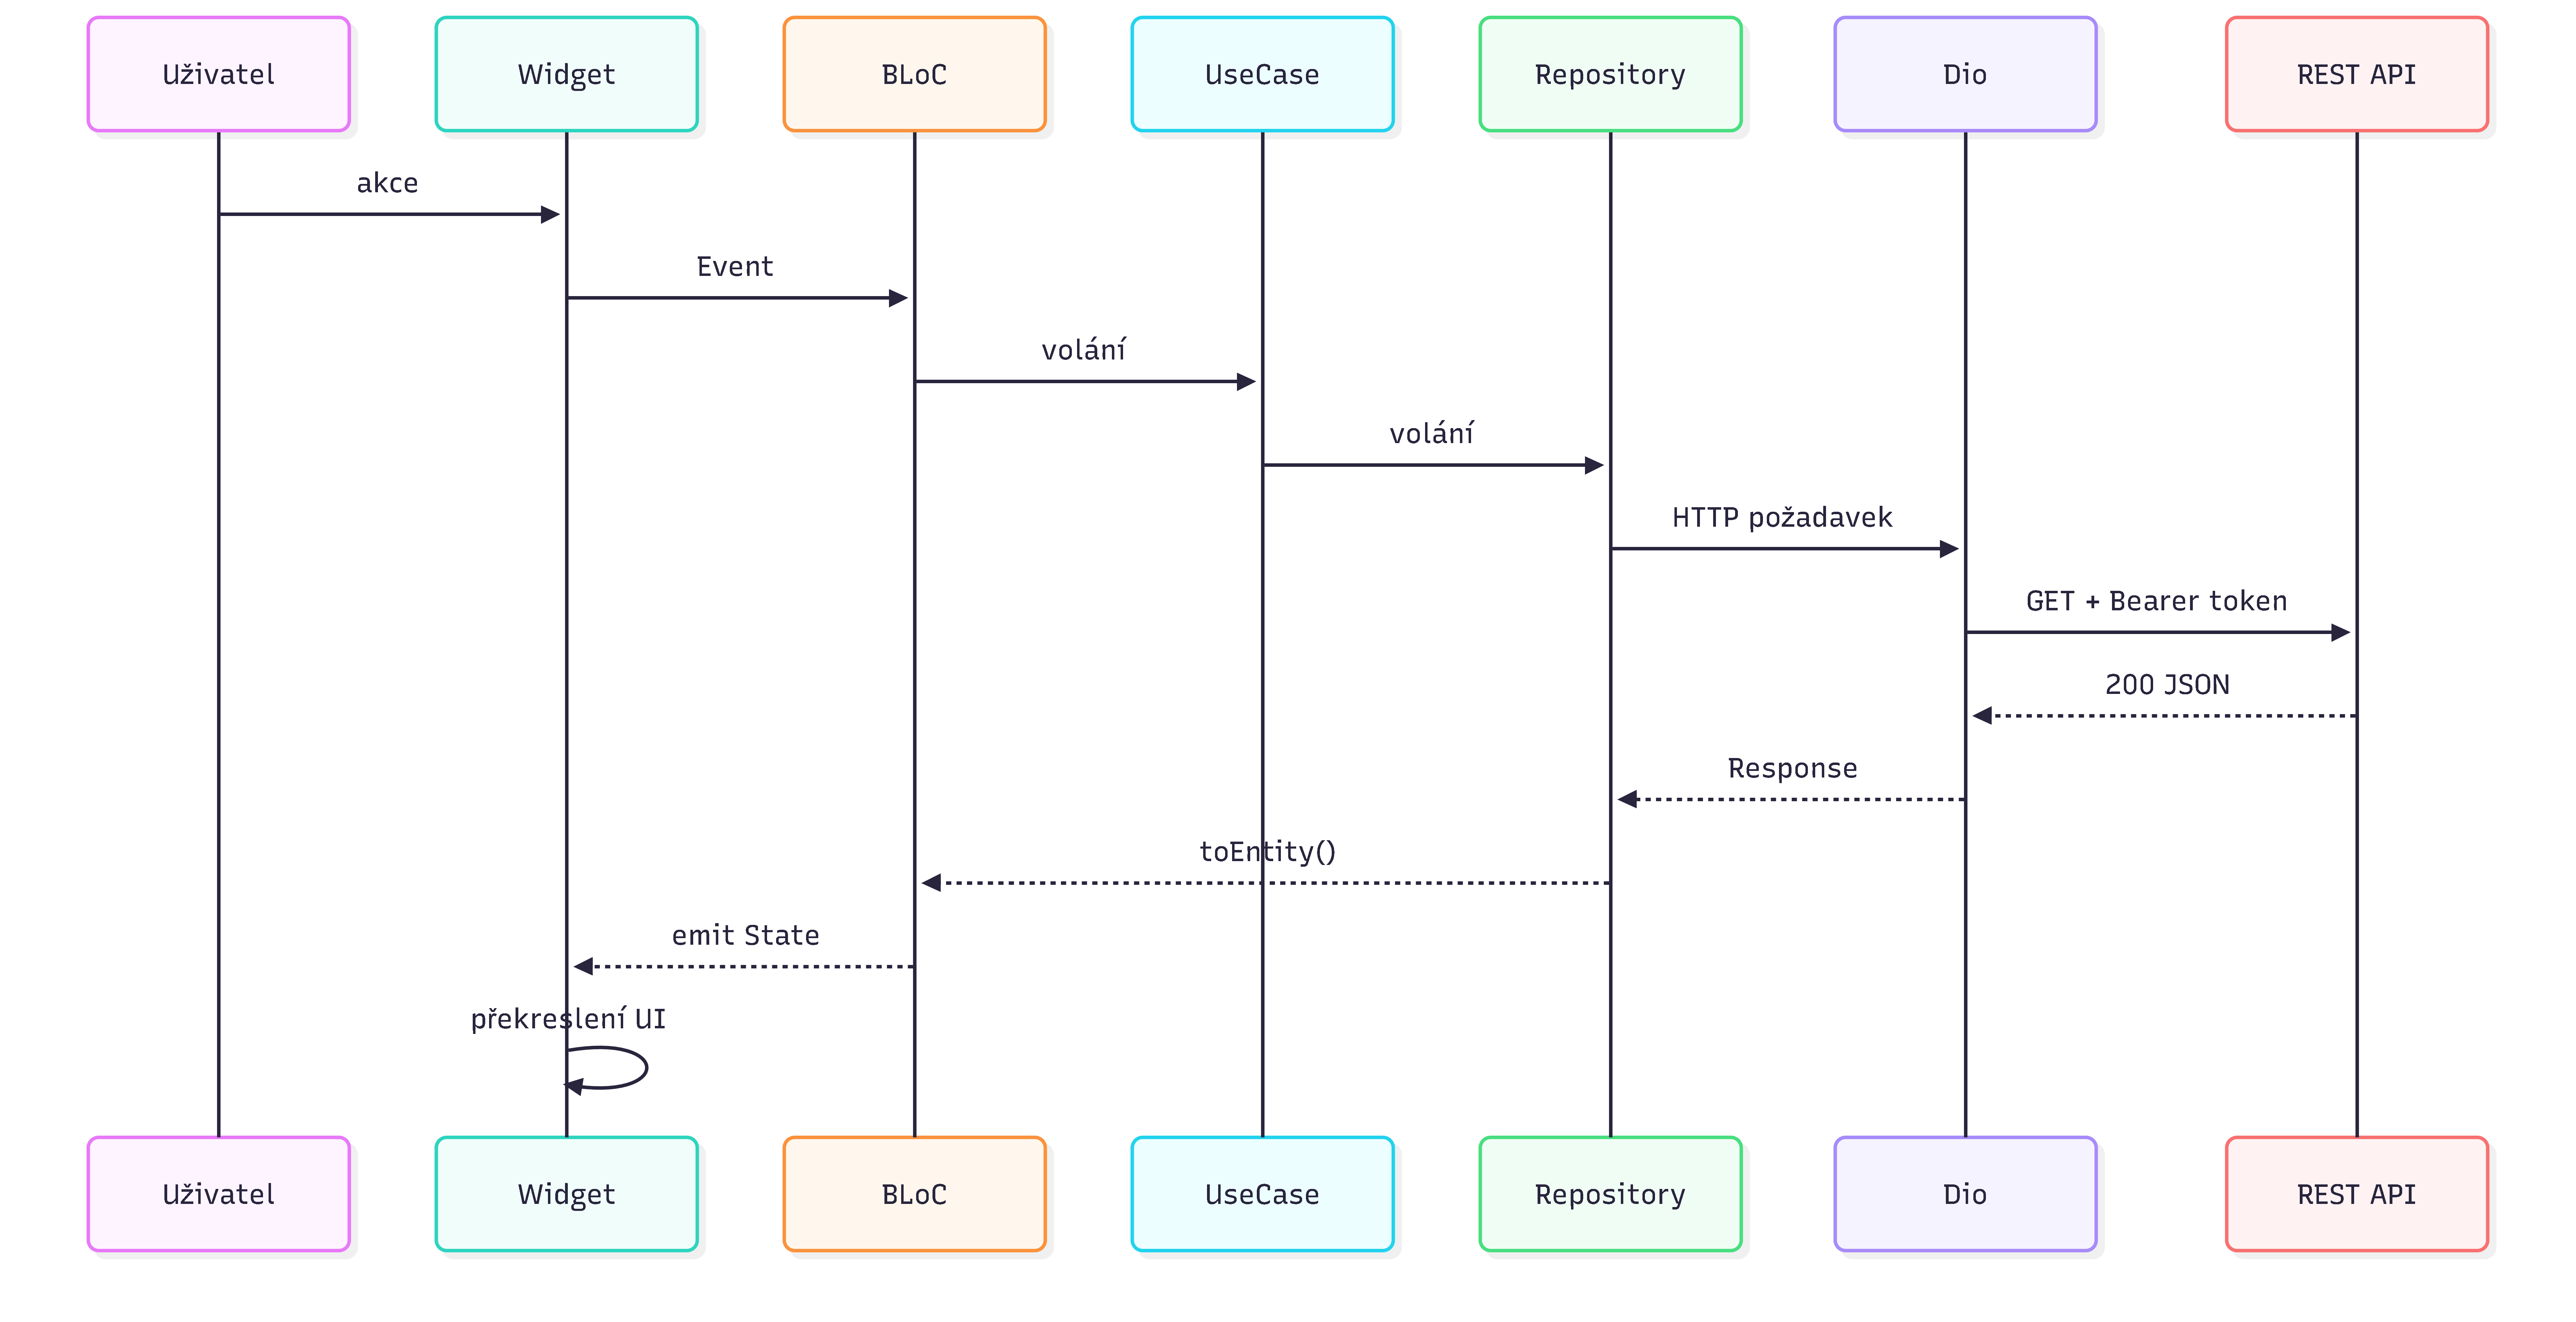 Uživatel
Widget
BLoC
UseCase
Repository
Dio
REST API
akce
Event
volání
volání
HTTP požadavek
GET + Bearer token
200 JSON
Response
toEntity()
emit State
překreslení UI
Uživatel
Widget
BLoC
UseCase
Repository
Dio
REST API